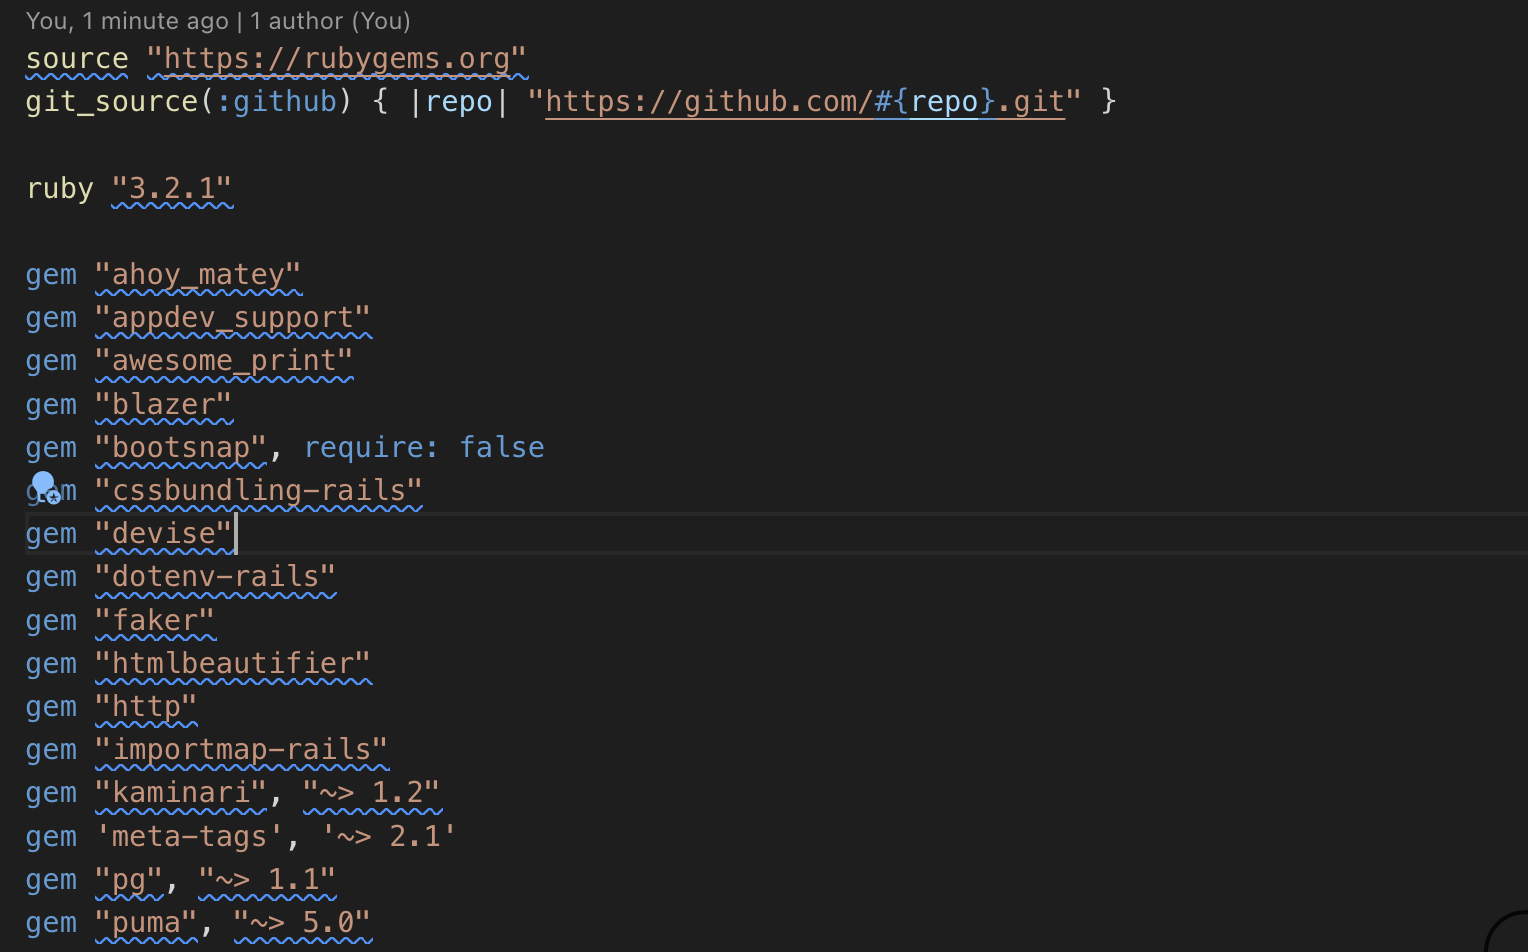 You, 1 minute ago | 1 author (You)
source "https://rubygems.org"
git_source(:github) { |repo| "https://github.com/#{repo}.git" }
ruby "3.2.1"
gem "ahoy_matey"
gem "appdev_support"
gem "awesome_print"
gem "blazer"
gem "bootsnap", require: false
gem "cssbundling-rails"
gem "devise"
gem "dotenv-rails"
gem "faker"
gem "htmlbeautifier"
gem "http"
gem "importmap-rails"
gem "kaminari", "~> 1.2"
gem 'meta-tags', '~> 2.1'
gem "pg", "~> 1.1"
gem "puma", "~> 5.0"